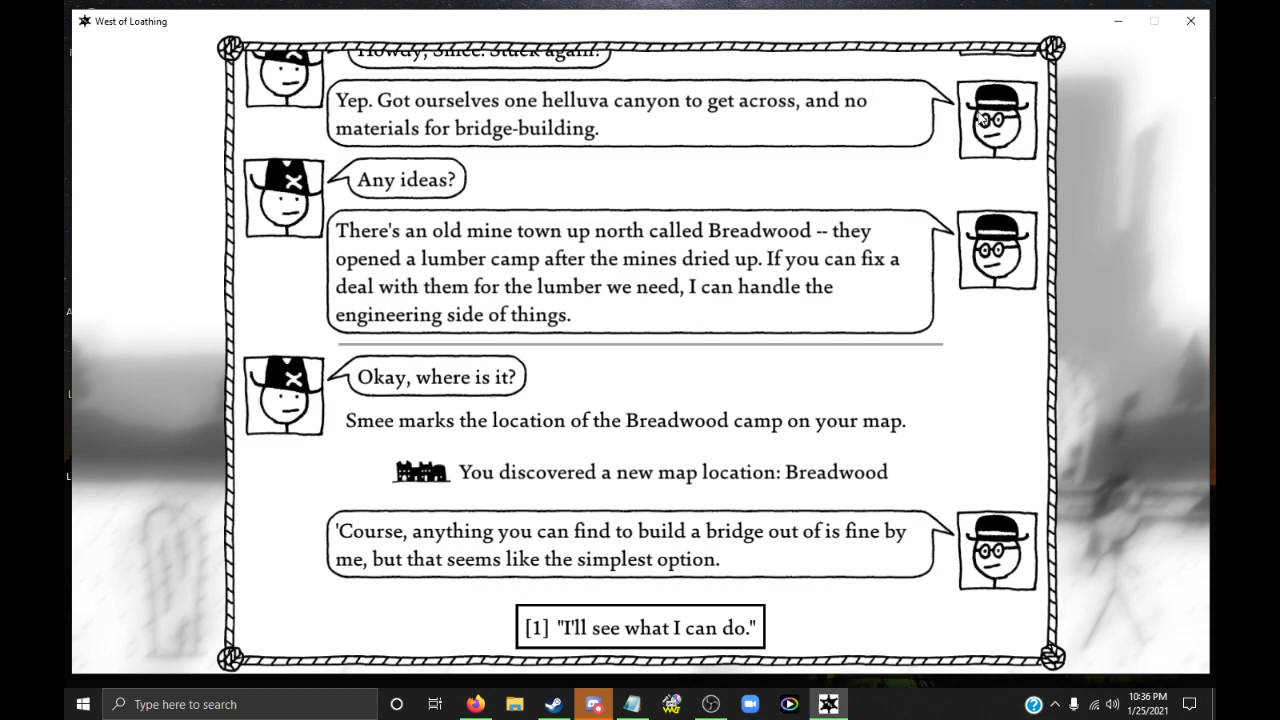 West of Loathing
Howdy, Smee. Stuck again?
Yep. Got ourselves one helluva canyon to get across, and no
materials for bridge-building.
Any ideas?
There's an old mine town up north called Breadwood -- they
opened a lumber camp after the mines dried up. If you can fix a
deal with them for the lumber we need, I can handle the
engineering side of things.
Okay, where is it?
Smee marks the location of the Breadwood camp on your map.
You discovered a new map location: Breadwood
'Course, anything you can find to build a bridge out of is fine by
me, but that seems like the simplest option.
[1] "I'll see what I can do."
Type here to search
10:36 PM
1/25/2021